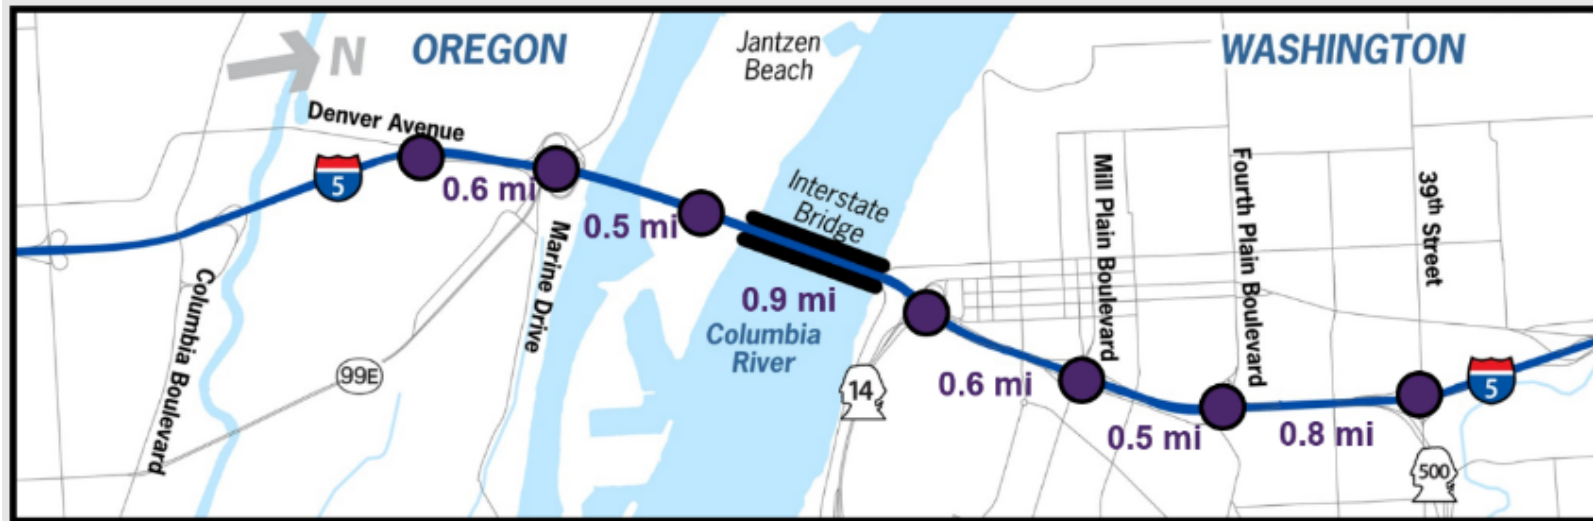 N
OREGON
Jantzen
Beach
WASHINGTON
Denver Avenue
5
0.6 mi
0.5 mi
Interstate
Bridge
0.9 mi
Columbia
River
Columbia Boulevard
Marine Drive
99E
14
0.6 mi
Mill Plain Boulevard
0.5 mi
Fourth Plain Boulevard
0.8 mi
39th Street
5
500